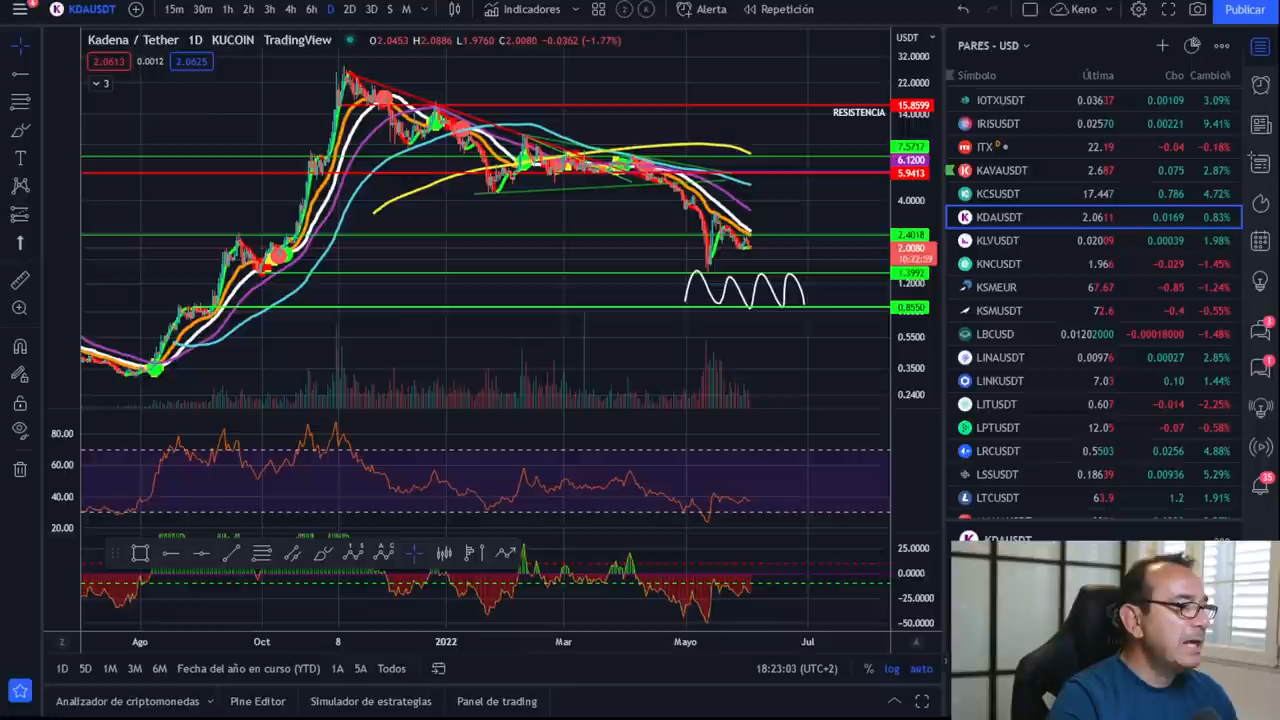 KDAUSDT 15m 30m 1h 2h 3h 4h 6h D 2D 3D S M Indicadores Alerta Repetición Keno Publicar
Kadena / Tether 1D KUCOIN TradingView O2.0453 H2.0886 L1.9760 C2.0080 −0.0362 (−1.77%)
2.0613 0.0012 2.0625
3
USDT
32.0000
22.0000
15.8599
14.0000
RESISTENCIA
7.5717
6.1200
5.9413
4.0000
2.4018
2.0080
10:22:59
1.3992
1.2000
0.8550
0.5500
0.3500
0.2400
80.00
60.00
40.00
20.00
25.0000
0.0000
−25.0000
−50.0000
Ago Oct 8 2022 Mar Mayo Jul
1D 5D 1M 3M 6M Fecha del año en curso (YTD) 1A 5A Todos 18:23:03 (UTC+2) % log auto
Analizador de criptomonedas Pine Editor Simulador de estrategias Panel de trading
PARES - USD
Símbolo Última Cbo Cambio%
IOTXUSDT 0.03637 0.00109 3.09%
IRISUSDT 0.02570 0.00221 9.41%
ITX D 22.19 −0.04 −0.18%
KAVAUSDT 2.687 0.075 2.87%
KCSUSDT 17.447 0.786 4.72%
KDAUSDT 2.0611 0.0169 0.83%
KLVUSDT 0.02009 0.00039 1.98%
KNCUSDT 1.966 −0.029 −1.45%
KSMEUR 67.67 −0.85 −1.24%
KSMUSDT 72.6 −0.4 −0.55%
LBCUSD 0.01202000 −0.00018000 −1.48%
LINAUSDT 0.00976 0.00027 2.85%
LINKUSDT 7.03 0.10 1.44%
LITUSDT 0.607 −0.014 −2.25%
LPTUSDT 12.05 −0.07 −0.58%
LRCUSDT 0.5503 0.0256 4.88%
LSSUSDT 0.18639 0.00936 5.29%
LTCUSDT 63.9 1.2 1.91%
KDAUSDT